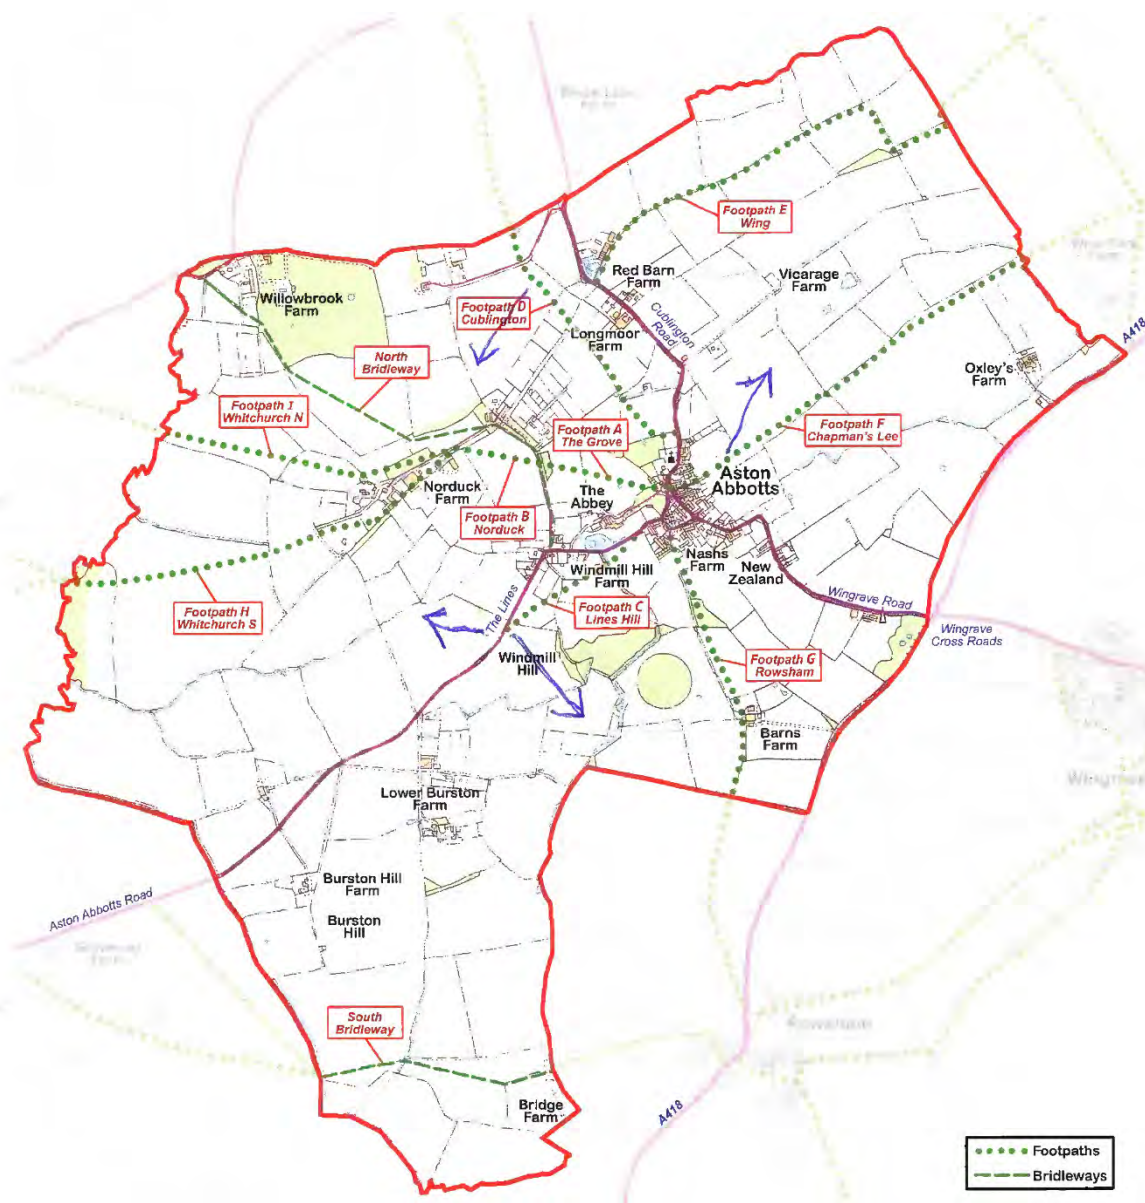 Footpath E
Wing
Red Barn
Farm
Vicarage
Farm
Willowbrook
Farm
Footpath D
Cublington
Longmoor
Farm
Cublington
Road
A418
North
Bridleway
Oxley's
Farm
Footpath I
Whitchurch N
Footpath A
The Grove
Footpath F
Chapman's Lee
Aston
Abbotts
Norduck
Farm
The
Abbey
Footpath B
Norduck
Nashs
Farm
New
Zealand
Windmill Hill
Farm
Footpath H
Whitchurch S
The Lines
Footpath C
Lines Hill
Wingrave Road
Wingrave
Cross Roads
Windmill
Hill
Footpath G
Rowsham
Barns
Farm
Lower Burston
Farm
Burston Hill
Farm
Aston Abbotts Road
Burston
Hill
Rowsham
South
Bridleway
Bridge
Farm
A418
Footpaths
Bridleways